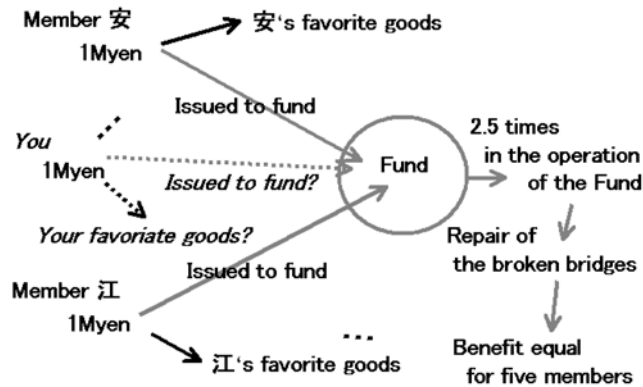 Member 安
1Myen
安‘s favorite goods
Issued to fund
You
1Myen
Issued to fund?
Your favoriate goods?
Fund
2.5 times
in the operation
of the Fund
Repair of
the broken bridges
Benefit equal
for five members
Issued to fund
Member 江
1Myen
江‘s favorite goods